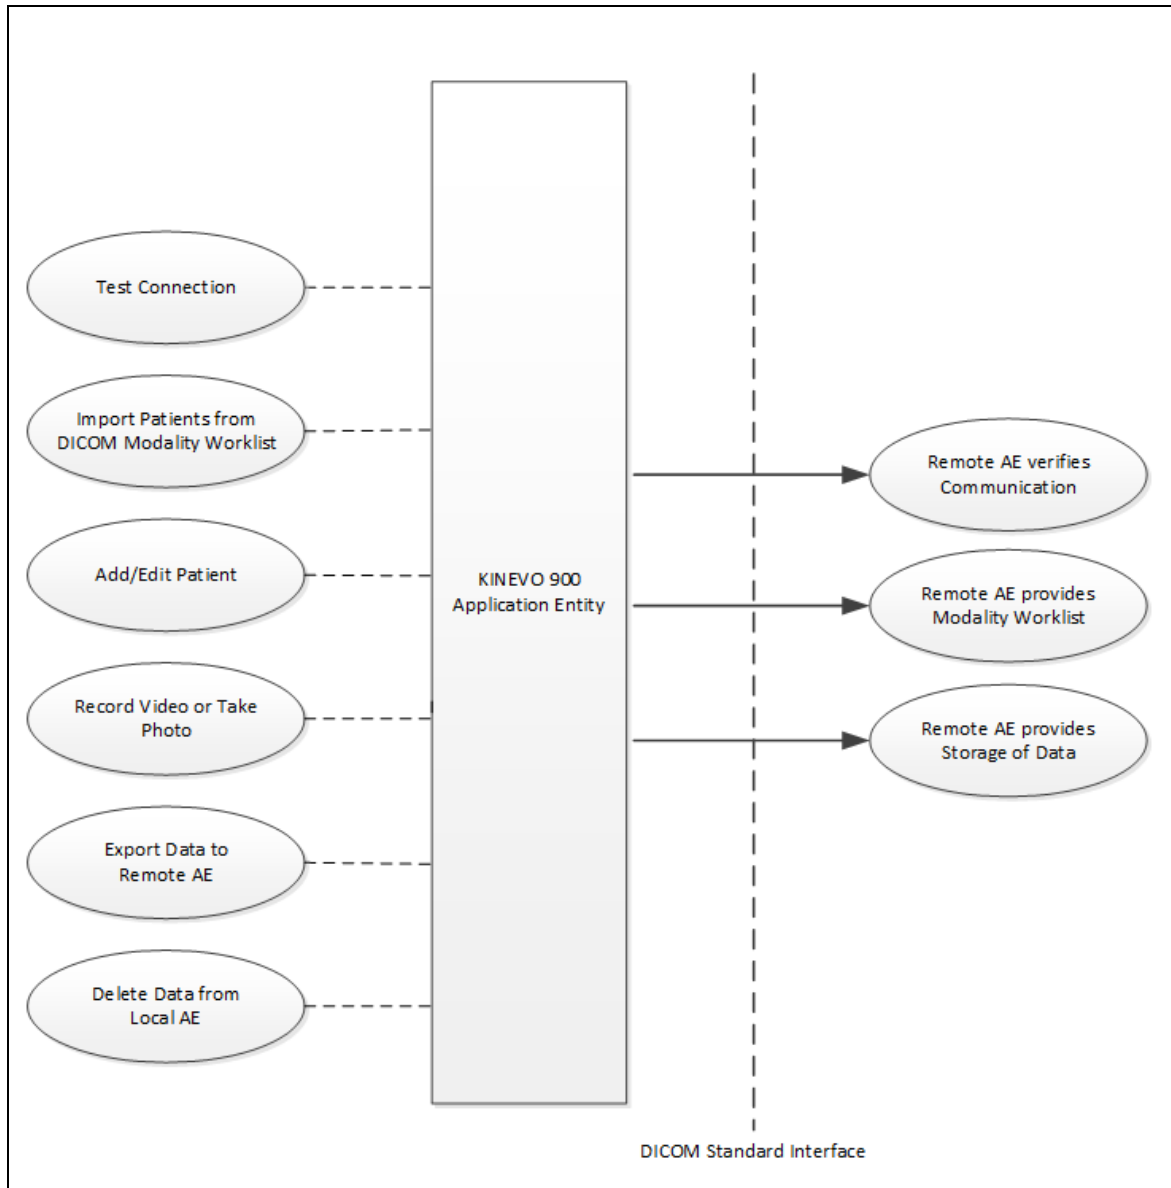 Test Connection
Import Patients from
DICOM Modality Worklist
Add/Edit Patient
Record Video or Take
Photo
Export Data to
Remote AE
Delete Data from
Local AE
KINEVO 900
Application Entity
Remote AE verifies
Communication
Remote AE provides
Modality Worklist
Remote AE provides
Storage of Data
DICOM Standard Interface